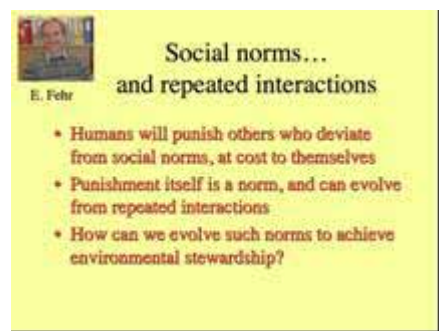 Social norms…
and repeated interactions
E. Fehr
• Humans will punish others who deviate
from social norms, at cost to themselves
• Punishment itself is a norm, and can evolve
from repeated interactions
• How can we evolve such norms to achieve
environmental stewardship?